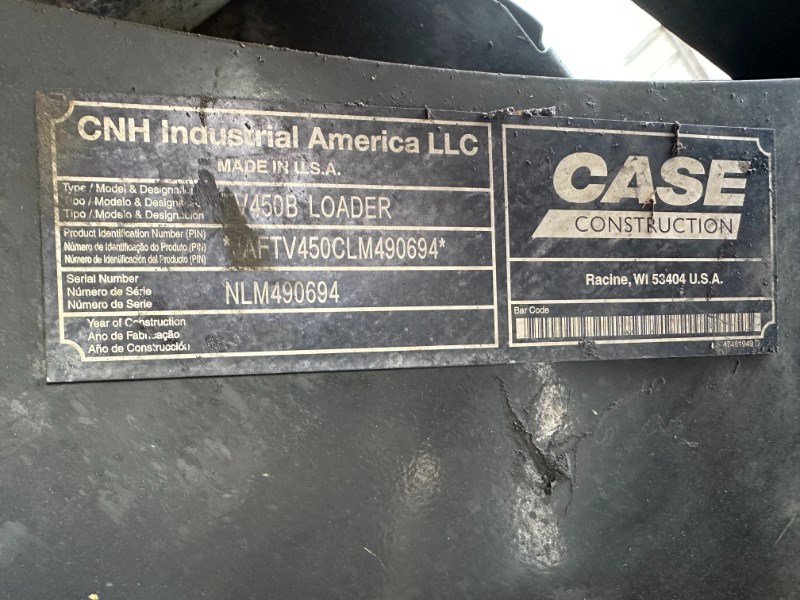 CNH Industrial America LLC
MADE IN U.S.A.
Type / Model & Designation
Tipo / Modelo & Designação
Tipo / Modelo & Designación
V450B LOADER
Product Identification Number (PIN)
Número de Identificação do Produto (PIN)
Número de Identificación del Producto (PIN)
AFTV450CLM490694*
Serial Number
Número de Série
Número de Serie
NLM490694
Year of Construction
Ano de Fabricação
Año de Construcción
CASE
CONSTRUCTION
Racine, WI 53404 U.S.A.
Bar Code
47481949